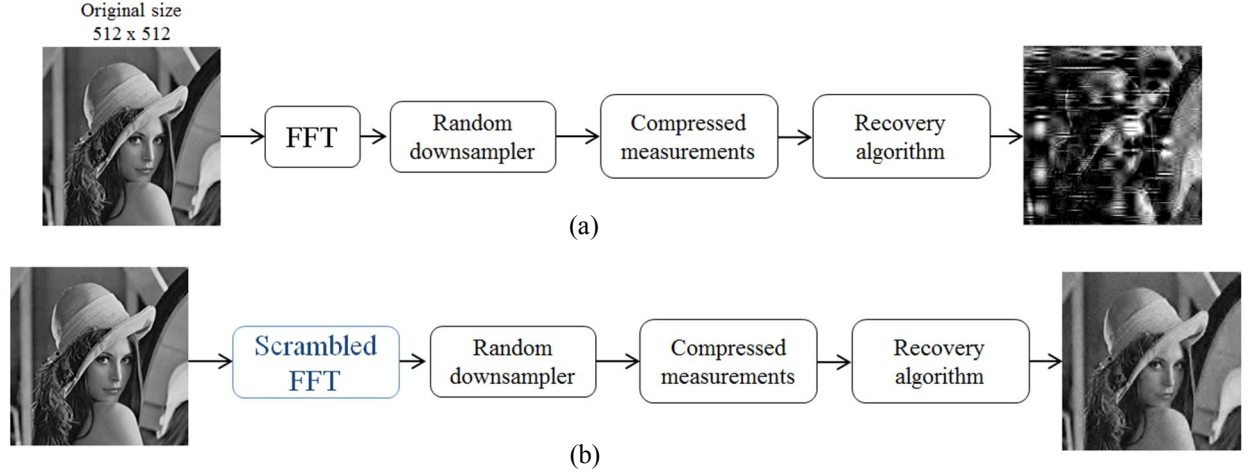 Original size
512 x 512
FFT
Random
downsampler
Compressed
measurements
Recovery
algorithm
(a)
Scrambled
FFT
Random
downsampler
Compressed
measurements
Recovery
algorithm
(b)